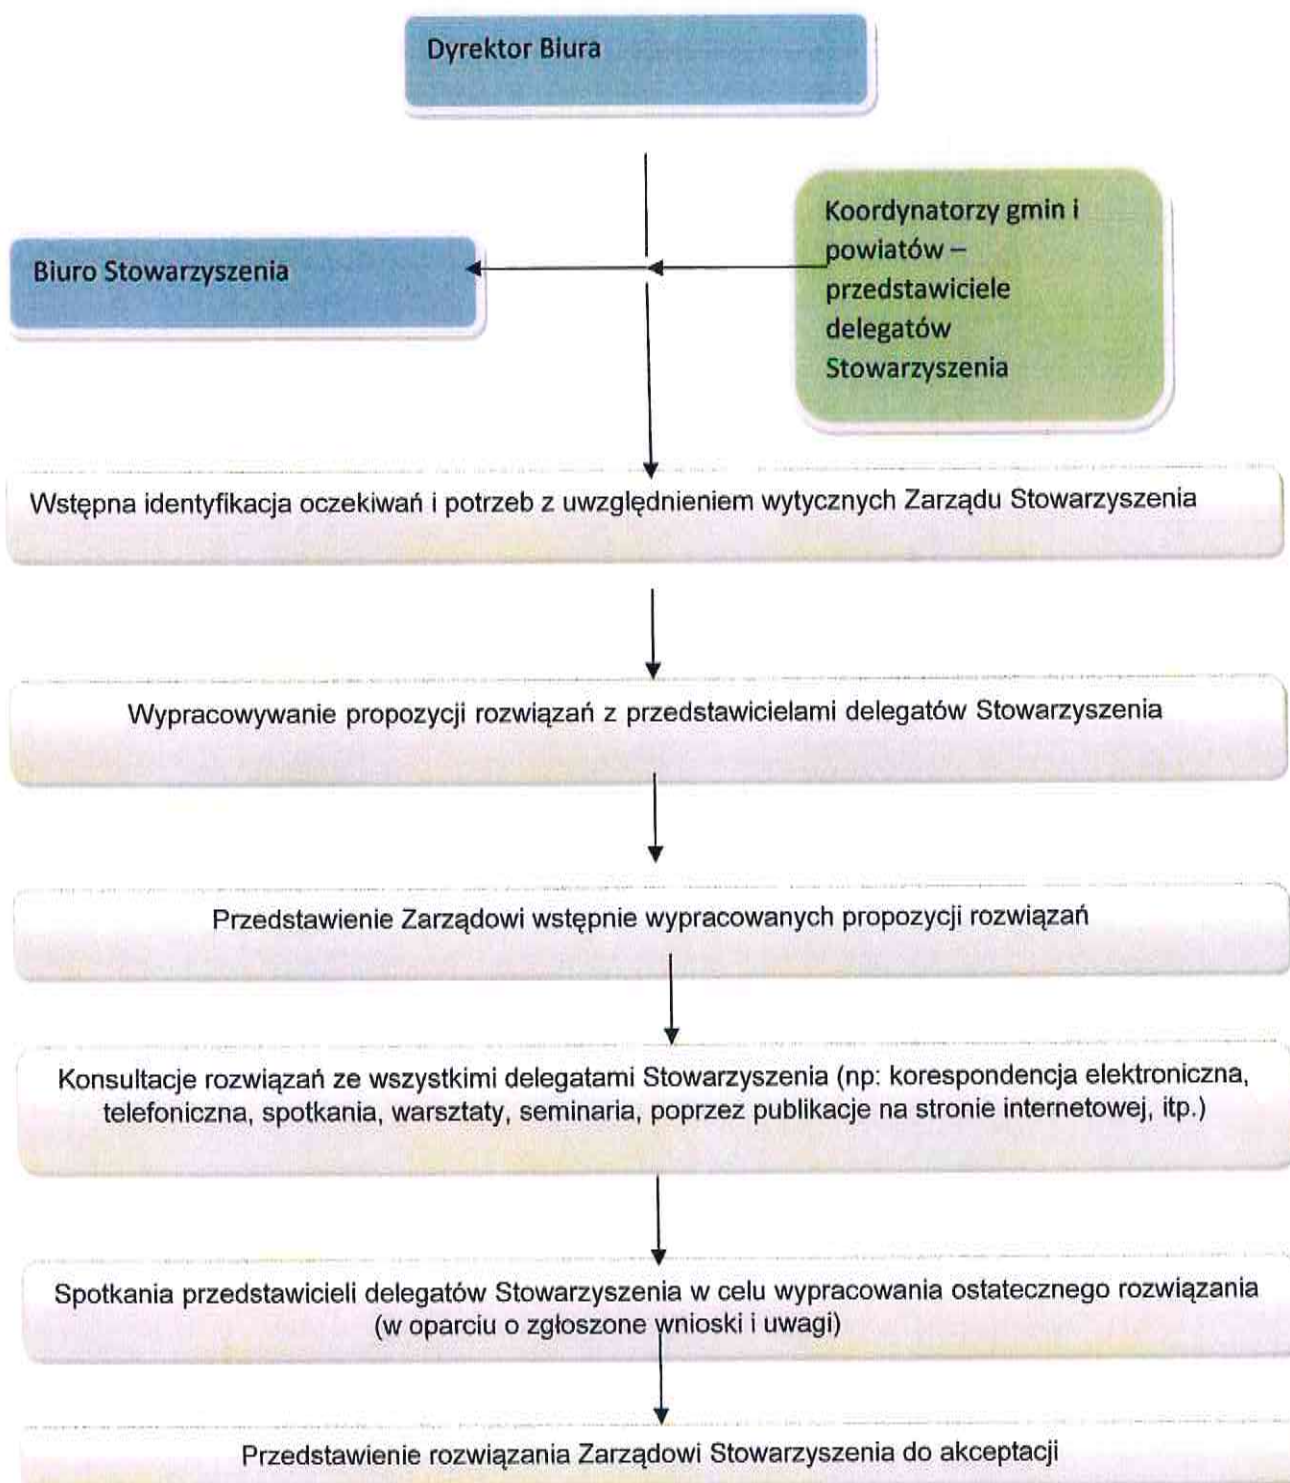 Dyrektor Biura
Koordynatorzy gmin i
powiatów –
przedstawiciele
delegatów
Stowarzyszenia
Biuro Stowarzyszenia
Wstępna identyfikacja oczekiwań i potrzeb z uwzględnieniem wytycznych Zarządu Stowarzyszenia
Wypracowywanie propozycji rozwiązań z przedstawicielami delegatów Stowarzyszenia
Przedstawienie Zarządowi wstępnie wypracowanych propozycji rozwiązań
Konsultacje rozwiązań ze wszystkimi delegatami Stowarzyszenia (np: korespondencja elektroniczna,
telefoniczna, spotkania, warsztaty, seminaria, poprzez publikacje na stronie internetowej, itp.)
Spotkania przedstawicieli delegatów Stowarzyszenia w celu wypracowania ostatecznego rozwiązania
(w oparciu o zgłoszone wnioski i uwagi)
Przedstawienie rozwiązania Zarządowi Stowarzyszenia do akceptacji